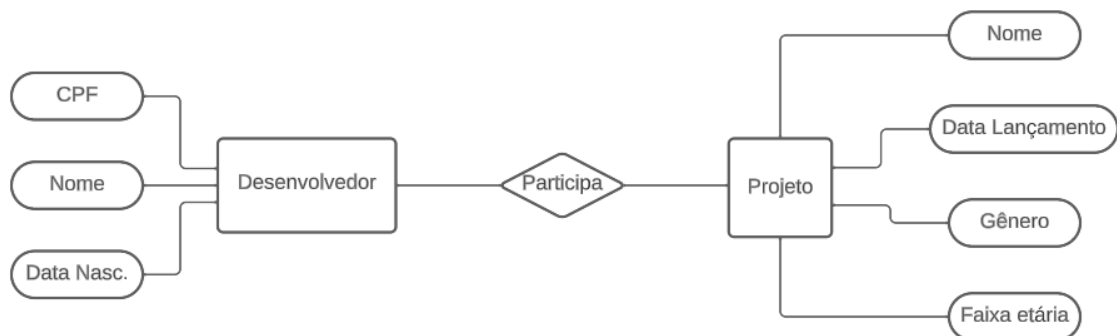 CPF
Nome
Data Nasc.
Desenvolvedor
Participa
Projeto
Nome
Data Lançamento
Gênero
Faixa etária